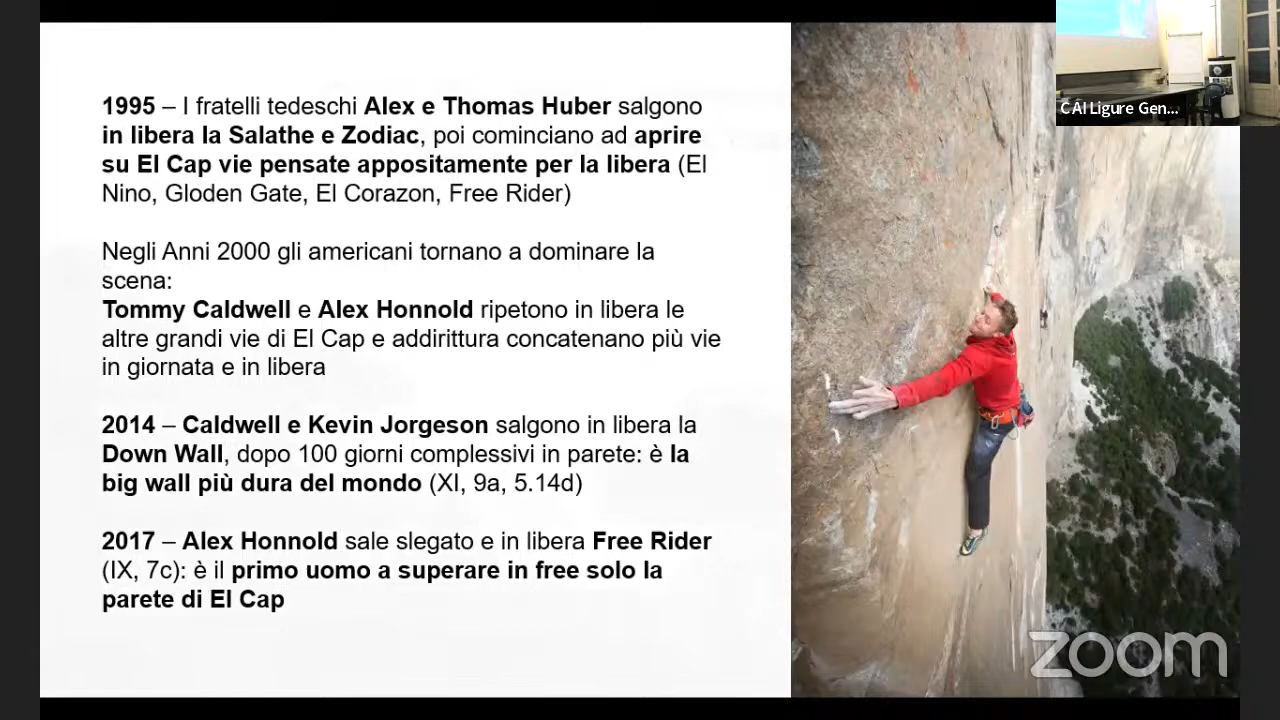 1995 – I fratelli tedeschi Alex e Thomas Huber salgono
in libera la Salathe e Zodiac, poi cominciano ad aprire
su El Cap vie pensate appositamente per la libera (El
Nino, Gloden Gate, El Corazon, Free Rider)
Negli Anni 2000 gli americani tornano a dominare la
scena:
Tommy Caldwell e Alex Honnold ripetono in libera le
altre grandi vie di El Cap e addirittura concatenano più vie
in giornata e in libera
2014 – Caldwell e Kevin Jorgeson salgono in libera la
Down Wall, dopo 100 giorni complessivi in parete: è la
big wall più dura del mondo (XI, 9a, 5.14d)
2017 – Alex Honnold sale slegato e in libera Free Rider
(IX, 7c): è il primo uomo a superare in free solo la
parete di El Cap
C AI Ligure Gen...
zoom